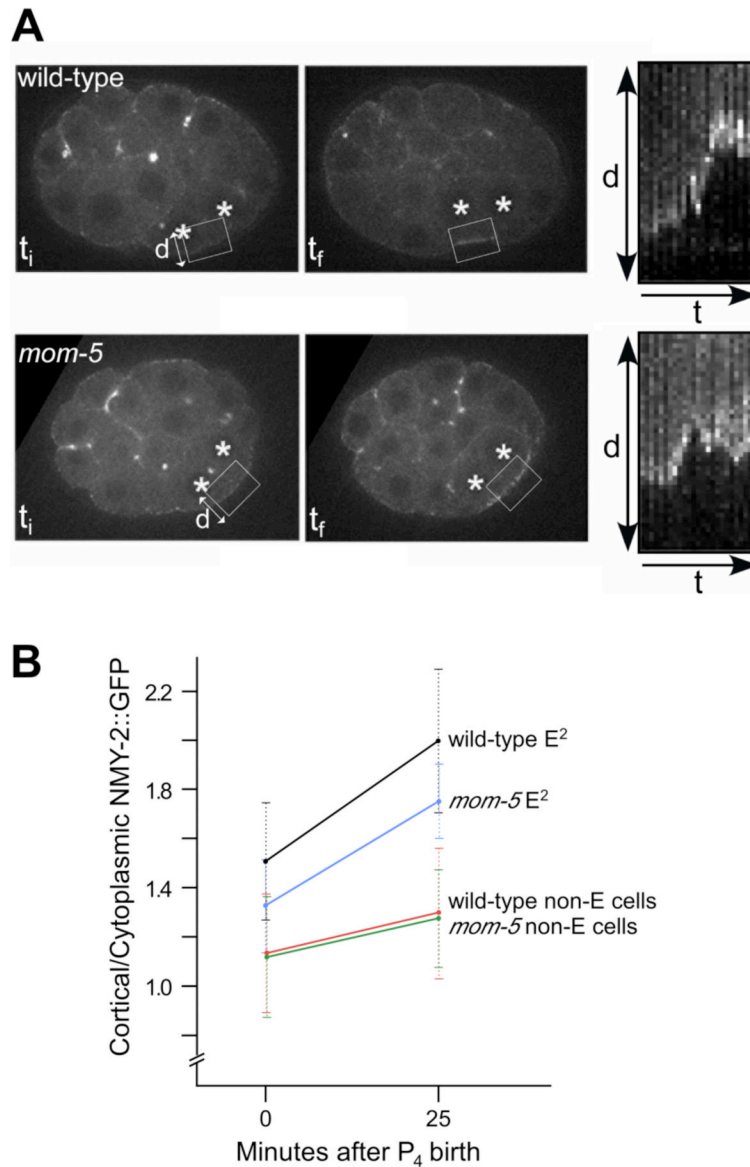 A
wild-type
* *
d
tᵢ
* *
t_f
d
t
mom-5
* *
d
tᵢ
* *
t_f
d
t
B
Cortical/Cytoplasmic NMY-2::GFP
2.2
1.8
1.4
1.0
wild-type E²
mom-5 E²
wild-type non-E cells
mom-5 non-E cells
0 25
Minutes after P₄ birth